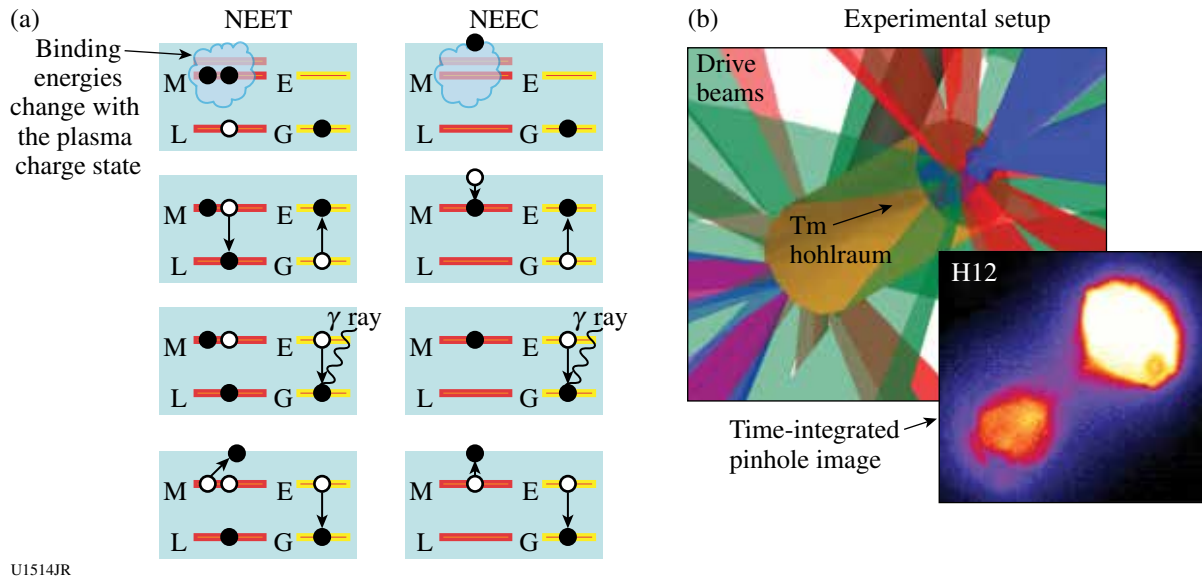 (a)
NEET
NEEC
Binding
energies
change with
the plasma
charge state
M
E
L
G
M
E
L
G
M
E
L
G
M
E
L
G
M
E
γ ray
L
G
M
E
γ ray
L
G
M
E
L
G
M
E
L
G
U1514JR
(b)
Experimental setup
Drive
beams
Tm
hohlraum
H12
Time-integrated
pinhole image